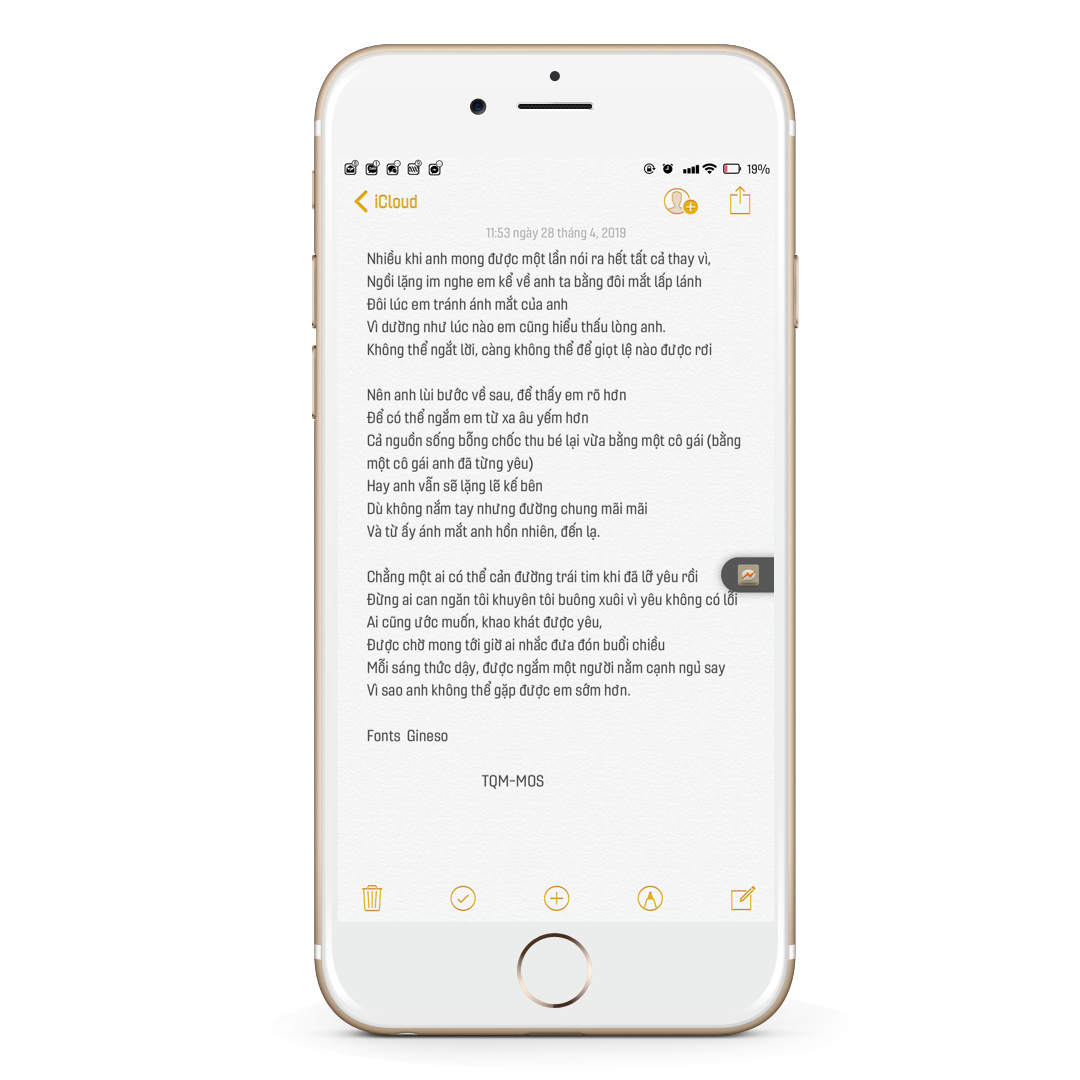 19%
iCloud
11:53 ngày 28 tháng 4, 2019
Nhiều khi anh mong được một lần nói ra hết tất cả thay vì,
Ngồi lặng im nghe em kể về anh ta bằng đôi mắt lấp lánh
Đôi lúc em tránh ánh mắt của anh
Vì dường như lúc nào em cũng hiểu thấu lòng anh.
Không thể ngắt lời, càng không thể để giọt lệ nào được rơi
Nên anh lùi bước về sau, để thấy em rõ hơn
Để có thể ngắm em từ xa âu yếm hơn
Cả nguồn sống bỗng chốc thu bé lại vừa bằng một cô gái (bằng
một cô gái anh đã từng yêu)
Hay anh vẫn sẽ lặng lẽ kế bên
Dù không nắm tay nhưng đường chung mãi mãi
Và từ ấy ánh mắt anh hồn nhiên, đến lạ.
Chẳng một ai có thể cản đường trái tim khi đã lỡ yêu rồi
Đừng ai can ngăn tôi khuyên tôi buông xuôi vì yêu không có lỗi
Ai cũng ước muốn, khao khát được yêu,
Được chờ mong tới giờ ai nhắc đưa đón buổi chiều
Mỗi sáng thức dậy, được ngắm một người nằm cạnh ngủ say
Vì sao anh không thể gặp được em sớm hơn.
Fonts Gineso
TQM-MOS